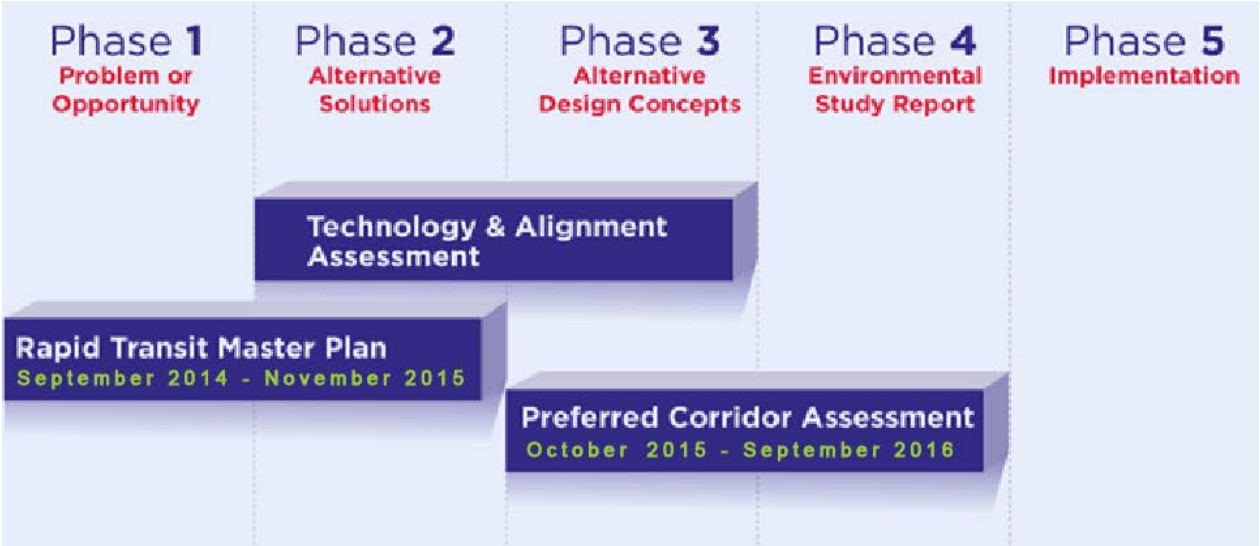 Phase 1
Problem or
Opportunity
Phase 2
Alternative
Solutions
Phase 3
Alternative
Design Concepts
Phase 4
Environmental
Study Report
Phase 5
Implementation
Technology & Alignment
Assessment
Rapid Transit Master Plan
September 2014 - November 2015
Preferred Corridor Assessment
October 2015 - September 2016